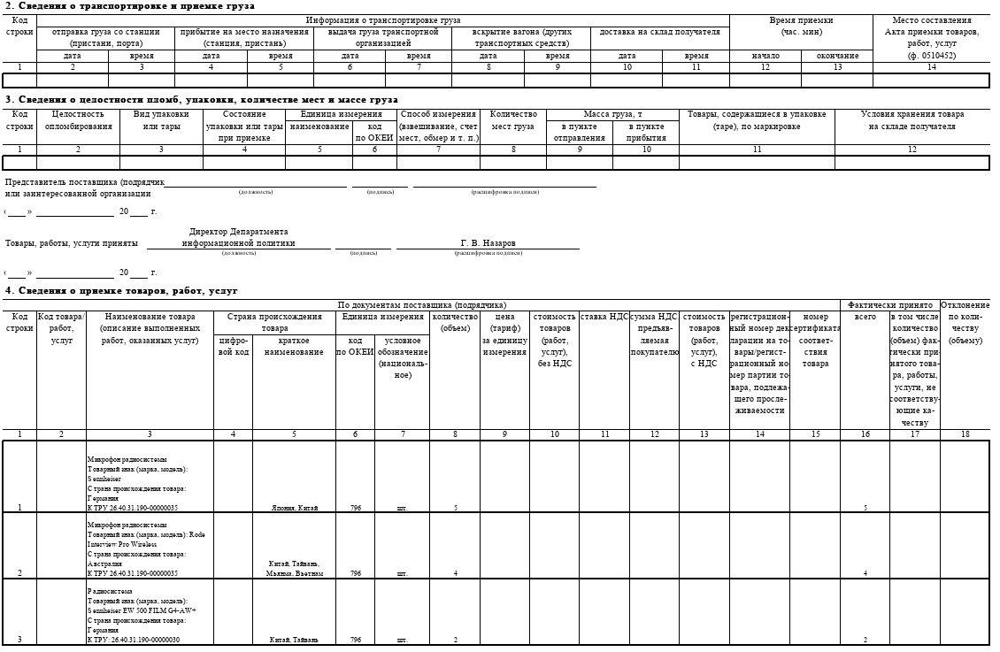 2. Сведения о транспортировке и приемке груза
Код строки
Информация о транспортировке груза
Время приемки (час. мин)
Место составления Акта приемки товаров, работ, услуг (ф. 0510452)
отправка груза со станции (пристани, порта)
прибытие на место назначения (станция, пристань)
выдача груза транспортной организацией
вскрытие вагона (других транспортных средств)
доставка на склад получателя
дата время дата время дата время дата время дата время начало окончание
1 2 3 4 5 6 7 8 9 10 11 12 13 14
3. Сведения о целостности пломб, упаковки, количестве мест и массе груза
Код строки
Целостность опломбирования
Вид упаковки или тары
Состояние упаковки или тары при приемке
Единица измерения
наименование
код по ОКЕИ
Способ измерения (взвешивание, счет мест, обмер и т. п.)
Количество мест груза
Масса груза, т
в пункте отправления
в пункте прибытия
Товары, содержащиеся в упаковке (таре), по маркировке
Условия хранения товара на складе получателя
1 2 3 4 5 6 7 8 9 10 11 12
Представитель поставщика (подрядчик
или заинтересованной организации
(должность) (подпись) (расшифровка подписи)
« ___ » ___ 20 ___ г.
Директор Департамента
Товары, работы, услуги приняты информационной политики Г. В. Назаров
(должность) (подпись) (расшифровка подписи)
« ___ » ___ 20 ___ г.
4. Сведения о приемке товаров, работ, услуг
Код строки
По документам поставщика (подрядчика)
Фактически принято
Отклонение по коли-
честву
(объему)
Код товара/
работ,
услуг
Наименование товара
(описание выполненных
работ, оказанных услуг)
Страна происхождения
товара
цифро-
вой код
краткое
наименование
Единица измерения
код
по ОКЕИ
условное
обозначение
(националь-
ное)
количество
(объем)
цена
(тариф)
за единицу
измерения
стоимость
товаров
(работ,
услуг),
без НДС
ставка НДС
сумма НДС,
предъяв-
ляемая
покупателю
стоимость
товаров
(работ,
услуг),
с НДС
регистрацион-
ный номер дек-
ларации на то-
вары/регист-
рационный но-
мер партии то-
вара, подлежа-
щего просле-
живаемости
номер
сертификата
соответ-
ствия
товара
всего
в том числе
количество
(объем) фак-
тически при-
нятого това-
ра, работы,
услуги, не
соответству-
ющие ка-
честву
1 2 3 4 5 6 7 8 9 10 11 12 13 14 15 16 17 18
Микрофон радиосистемы
Товарный знак (марка, модель):
Sennheiser
Страна происхождения товара:
Германия
1 КТРУ 26.40.31.190-00000035 Япония, Китай 796 шт. 5 5
Микрофон радиосистемы
Товарный знак (марка, модель): Rode
Interview Pro Wireless
Страна происхождения товара:
Австралия Китай, Тайвань,
2 КТРУ 26.40.31.190-00000035 Мьянма, Вьетнам 796 шт. 4 4
Радиосистема
Товарный знак (марка, модель):
Sennheiser EW 500 FILM G4-AW+
Страна происхождения товара:
Германия
3 КТРУ: 26.40.31.190-00000030 Китай, Тайвань 796 шт. 2 2